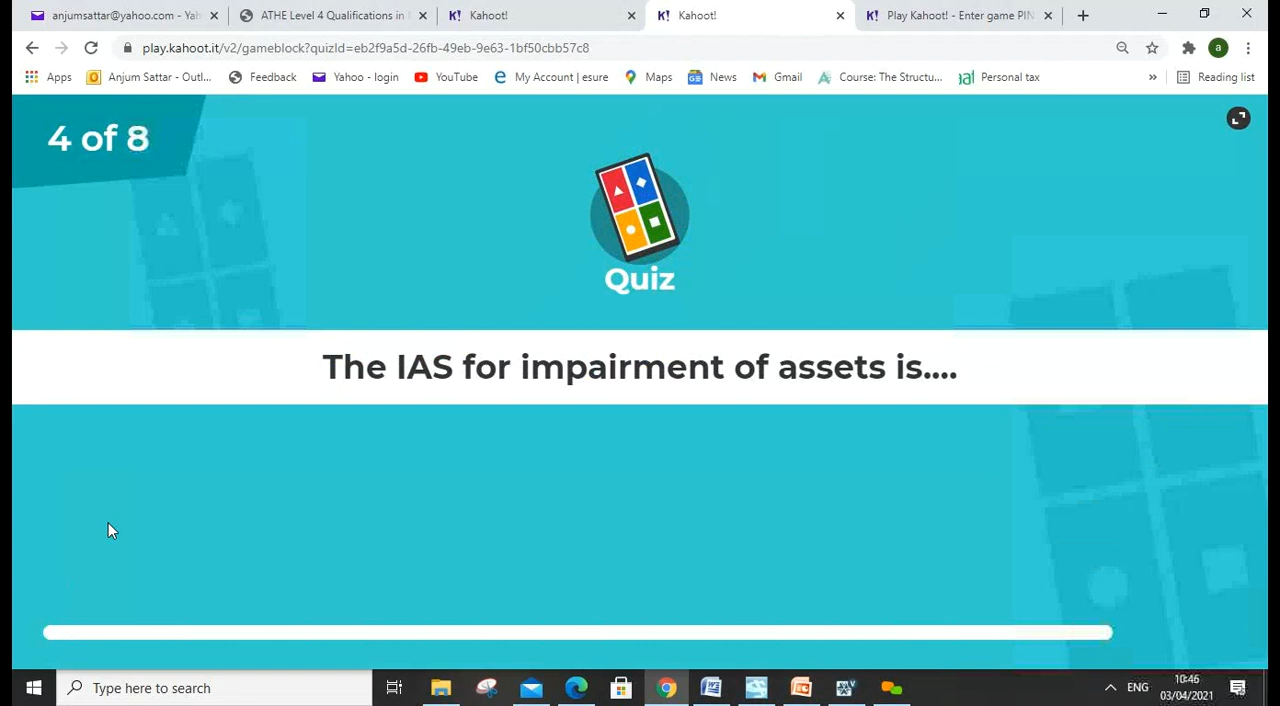 anjumsattar@yahoo.com - Yah
ATHE Level 4 Qualifications in
K! Kahoot!
K! Kahoot!
K! Play Kahoot! - Enter game PIN
play.kahoot.it/v2/gameblock?quizId=eb2f9a5d-26fb-49eb-9e63-1bf50cbb57c8
a
Apps
Anjum Sattar - Outl...
Feedback
Yahoo - login
YouTube
My Account | esure
Maps
News
Gmail
Course: The Structu...
Personal tax
»
Reading list
4 of 8
Quiz
The IAS for impairment of assets is....
Type here to search
ENG
10:46
03/04/2021